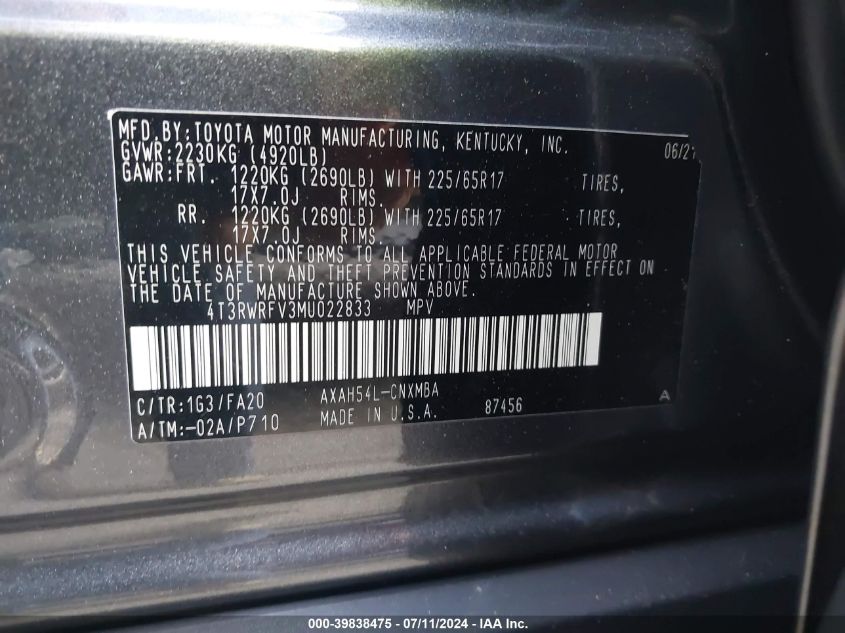 MFD.BY:TOYOTA MOTOR MANUFACTURING, KENTUCKY, INC. 06/21
GVWR:2230KG (4920LB)
GAWR:FRT. 1220KG (2690LB) WITH 225/65R17 TIRES,
17X7.0J RIMS.
RR. 1220KG (2690LB) WITH 225/65R17 TIRES,
17X7.0J RIMS.
THIS VEHICLE CONFORMS TO ALL APPLICABLE FEDERAL MOTOR
VEHICLE SAFETY AND THEFT PREVENTION STANDARDS IN EFFECT ON
THE DATE OF MANUFACTURE SHOWN ABOVE.
4T3RWRFV3MU022833 MPV
C/TR:1G3/FA20 AXAH54L-CNXMBA
A/TM:-02A/P710 MADE IN U.S.A. 87456 A
000-39838475 - 07/11/2024 - IAA Inc.